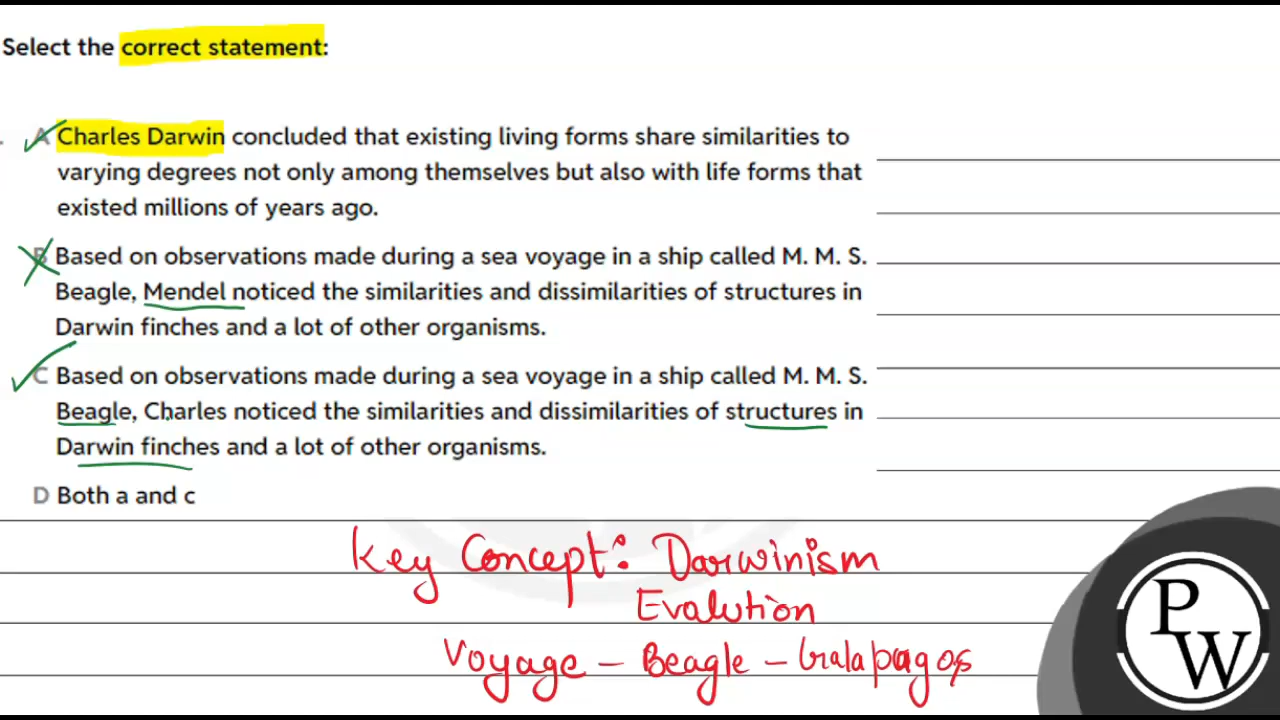 Select the correct statement:
A Charles Darwin concluded that existing living forms share similarities to
varying degrees not only among themselves but also with life forms that
existed millions of years ago.
B Based on observations made during a sea voyage in a ship called M. M. S.
Beagle, Mendel noticed the similarities and dissimilarities of structures in
Darwin finches and a lot of other organisms.
C Based on observations made during a sea voyage in a ship called M. M. S.
Beagle, Charles noticed the similarities and dissimilarities of structures in
Darwin finches and a lot of other organisms.
D Both a and c
Key Concept: Darwinism
Evalution
Voyage - Beagle - Galapagos
P
W